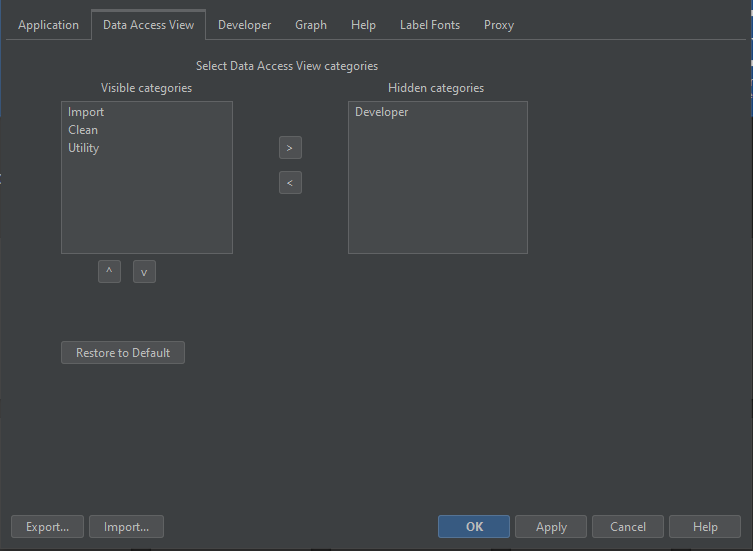 Application Data Access View Developer Graph Help Label Fonts Proxy
Select Data Access View categories
Visible categories Hidden categories
Import Developer
Clean
Utility
>
<
^ v
Restore to Default
Export... Import... OK Apply Cancel Help